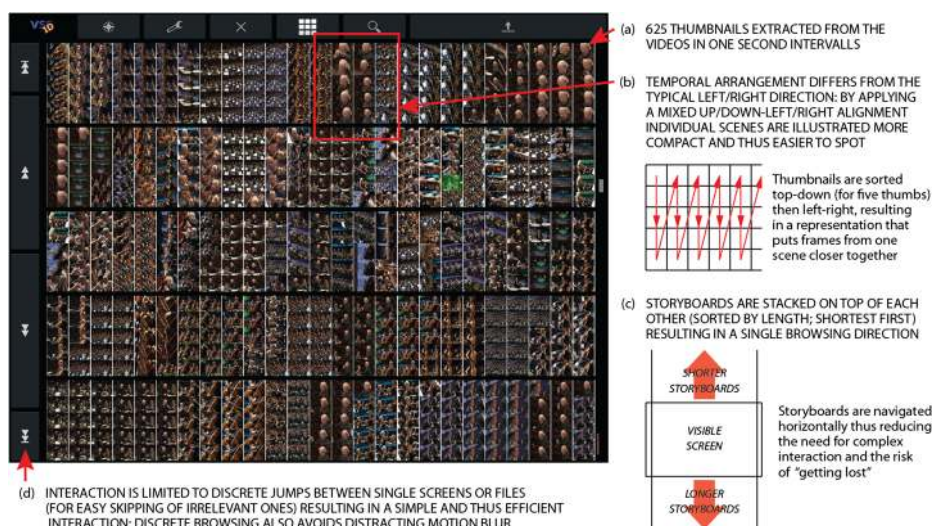 VSS
1D
(a) 625 THUMBNAILS EXTRACTED FROM THE
VIDEOS IN ONE SECOND INTERVALLS
(b) TEMPORAL ARRANGEMENT DIFFERS FROM THE
TYPICAL LEFT/RIGHT DIRECTION: BY APPLYING
A MIXED UP/DOWN-LEFT/RIGHT ALIGNMENT
INDIVIDUAL SCENES ARE ILLUSTRATED MORE
COMPACT AND THUS EASIER TO SPOT
Thumbnails are sorted
top-down (for five thumbs)
then left-right, resulting
in a representation that
puts frames from one
scene closer together
(c) STORYBOARDS ARE STACKED ON TOP OF EACH
OTHER (SORTED BY LENGTH; SHORTEST FIRST)
RESULTING IN A SINGLE BROWSING DIRECTION
SHORTER
STORYBOARDS
VISIBLE
SCREEN
LONGER
STORYBOARDS
Storyboards are navigated
horizontally thus reducing
the need for complex
interaction and the risk
of "getting lost"
(d) INTERACTION IS LIMITED TO DISCRETE JUMPS BETWEEN SINGLE SCREENS OR FILES
(FOR EASY SKIPPING OF IRRELEVANT ONES) RESULTING IN A SIMPLE AND THUS EFFICIENT
INTERACTION; DISCRETE BROWSING ALSO AVOIDS DISTRACTING MOTION BLUR